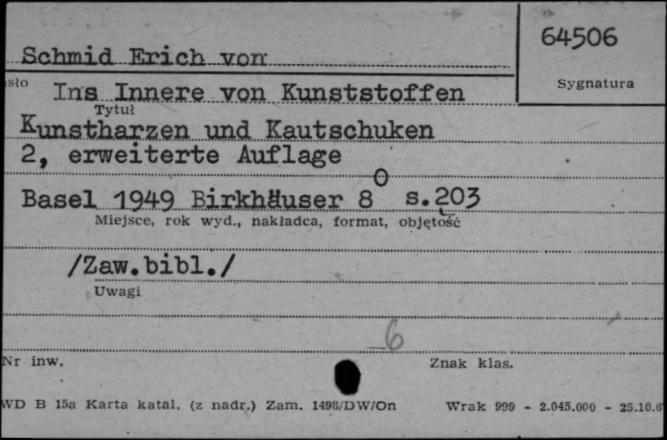 64506
Schmid Erich von
Sygnatura
sło Ins Innere von Kunststoffen
Tytuł
Kunstharzen und Kautschuken
2, erweiterte Auflage
Basel 1949 Birkhäuser 8° s.203
Miejsce, rok wyd., nakładca, format, objętość
/Zaw.bibl./
Uwagi
6
Nr inw.
Znak klas.
WD B 15a Karta katal. (z nadr.) Zam. 1498/DW/On Wrak 999 - 2.045.000 - 25.10.6